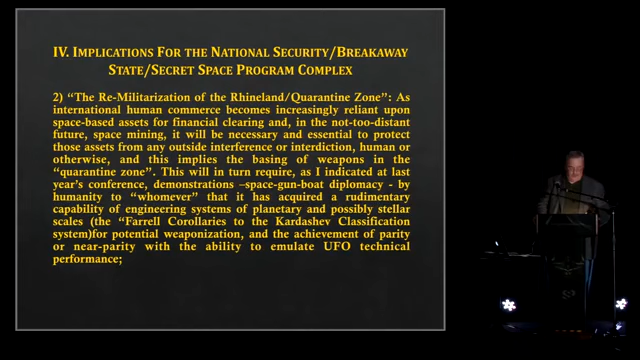 IV. IMPLICATIONS FOR THE NATIONAL SECURITY/BREAKAWAY
STATE/SECRET SPACE PROGRAM COMPLEX
2) “The Re-Militarization of the Rhineland/Quarantine Zone”: As
international human commerce becomes increasingly reliant upon
space-based assets for financial clearing and, in the not-too-distant
future, space mining, it will be necessary and essential to protect
those assets from any outside interference or interdiction, human or
otherwise, and this implies the basing of weapons in the
“quarantine zone”. This will in turn require, as I indicated at last
year’s conference, demonstrations –space-gun-boat diplomacy - by
humanity to “whomever” that it has acquired a rudimentary
capability of engineering systems of planetary and possibly stellar
scales (the “Farrell Corollaries to the Kardashev Classification
system)for potential weaponization, and the achievement of parity
or near-parity with the ability to emulate UFO technical
performance;